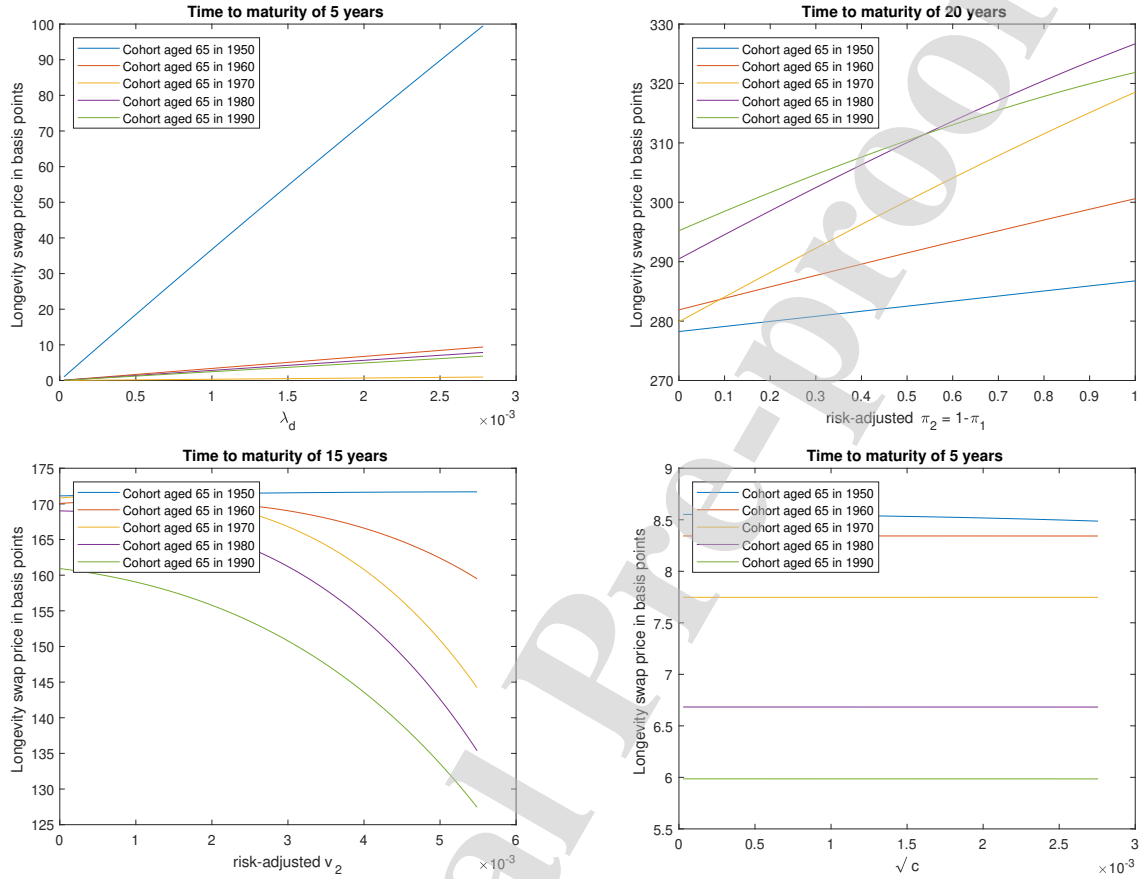 Time to maturity of 5 years
Longevity swap price in basis points
100
90
80
70
60
50
40
30
20
10
0
Cohort aged 65 in 1950
Cohort aged 65 in 1960
Cohort aged 65 in 1970
Cohort aged 65 in 1980
Cohort aged 65 in 1990
0 0.5 1 1.5 2 2.5 3
λd ×10-3
Time to maturity of 20 years
Longevity swap price in basis points
330
320
310
300
290
280
270
Cohort aged 65 in 1950
Cohort aged 65 in 1960
Cohort aged 65 in 1970
Cohort aged 65 in 1980
Cohort aged 65 in 1990
0 0.1 0.2 0.3 0.4 0.5 0.6 0.7 0.8 0.9 1
risk-adjusted π2 = 1-π1
Time to maturity of 15 years
Longevity swap price in basis points
175
170
165
160
155
150
145
140
135
130
125
Cohort aged 65 in 1950
Cohort aged 65 in 1960
Cohort aged 65 in 1970
Cohort aged 65 in 1980
Cohort aged 65 in 1990
0 1 2 3 4 5 6
risk-adjusted v2 ×10-3
Time to maturity of 5 years
Longevity swap price in basis points
9
8.5
8
7.5
7
6.5
6
5.5
Cohort aged 65 in 1950
Cohort aged 65 in 1960
Cohort aged 65 in 1970
Cohort aged 65 in 1980
Cohort aged 65 in 1990
0 0.5 1 1.5 2 2.5 3
√ c ×10-3
al Pre-proo